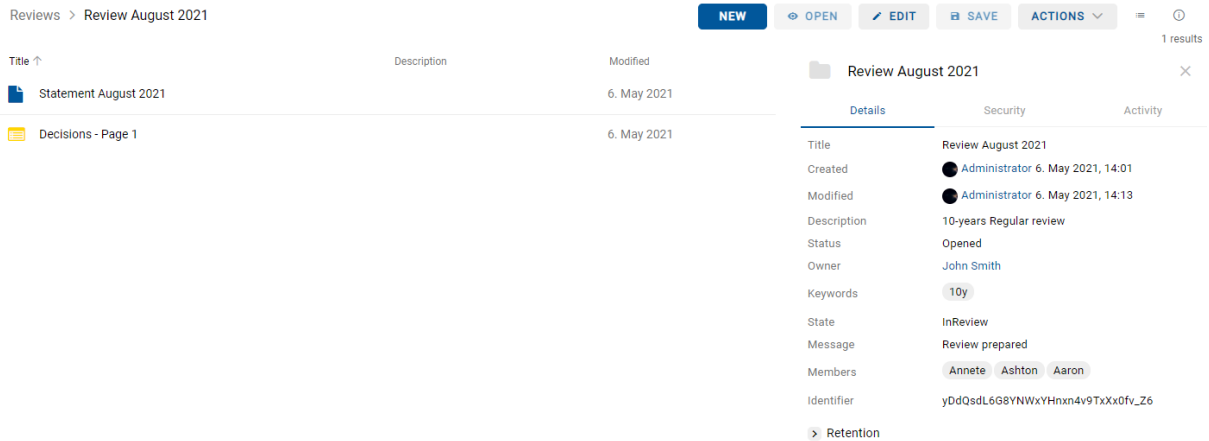 Reviews > Review August 2021
NEW OPEN EDIT SAVE ACTIONS
1 results
Title ↑ Description Modified
Statement August 2021 6. May 2021
Decisions - Page 1 6. May 2021
Review August 2021
Details Security Activity
Title Review August 2021
Created Administrator 6. May 2021, 14:01
Modified Administrator 6. May 2021, 14:13
Description 10-years Regular review
Status Opened
Owner John Smith
Keywords 10y
State InReview
Message Review prepared
Members Annete Ashton Aaron
Identifier yDdQsdL6G8YNWxYHnxn4v9TxXx0fv_Z6
> Retention